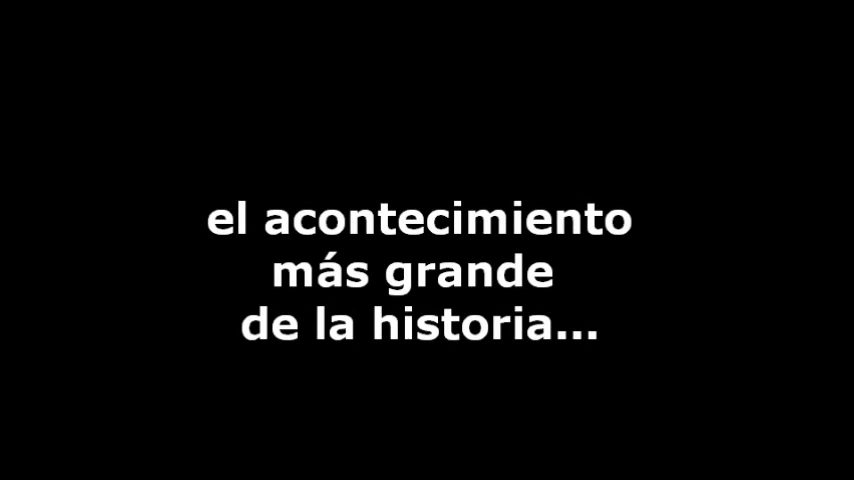 el acontecimiento
más grande
de la historia...